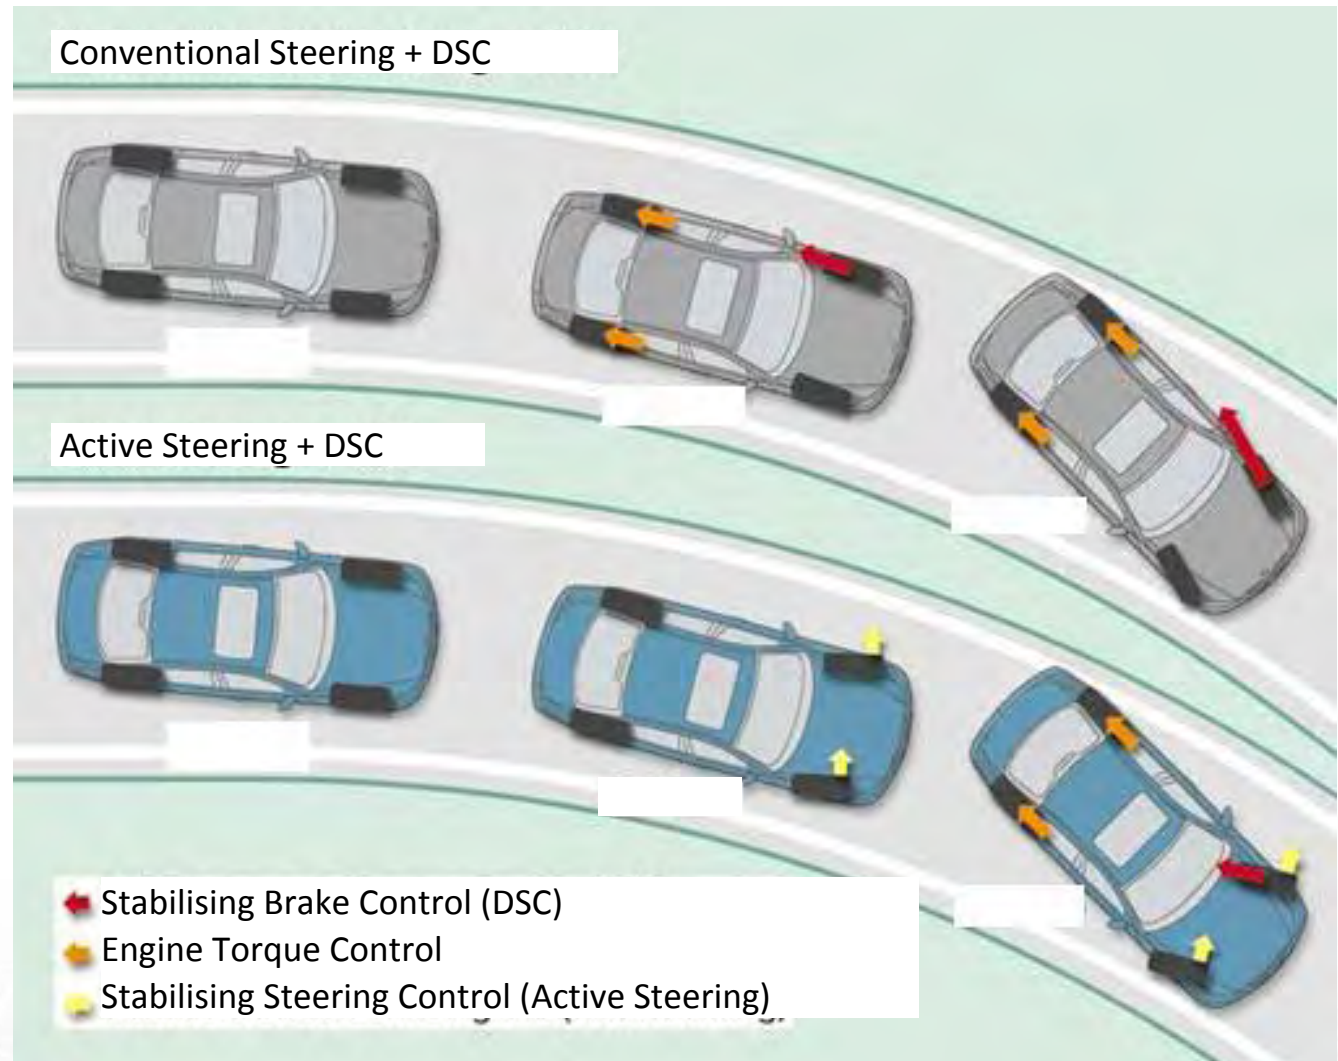 Conventional Steering + DSC
Active Steering + DSC
Stabilising Brake Control (DSC)
Engine Torque Control
Stabilising Steering Control (Active Steering)